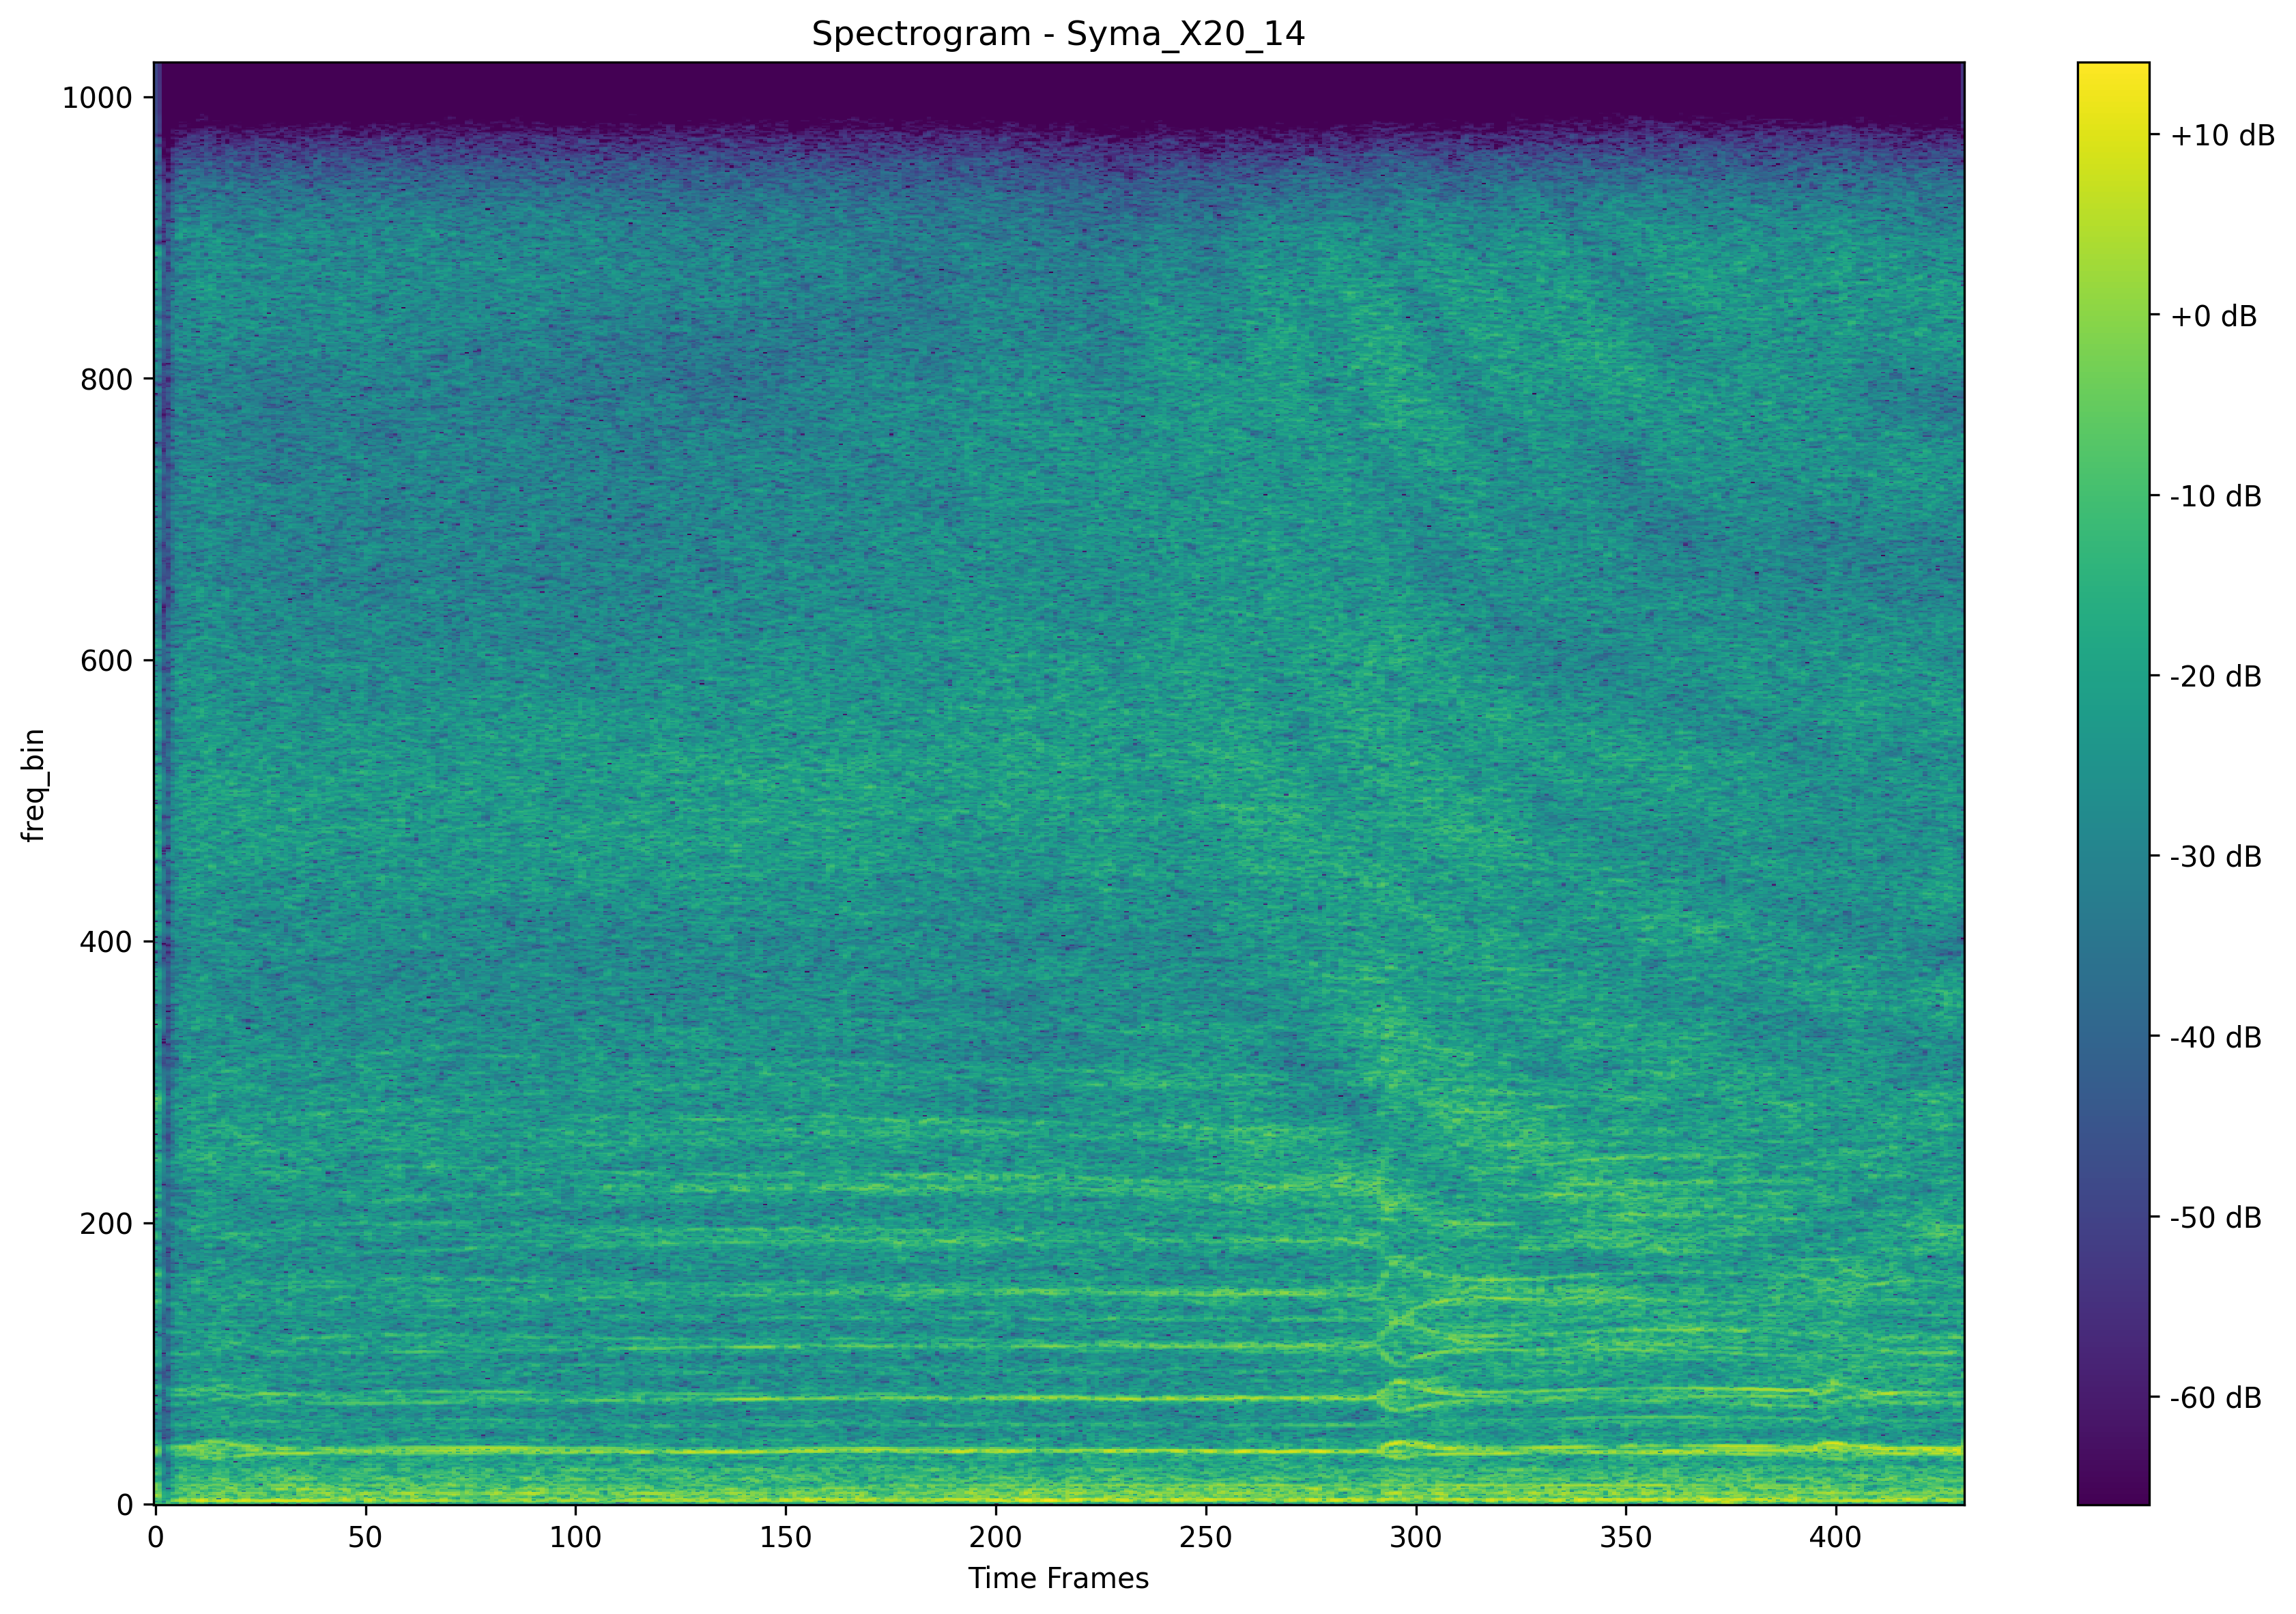 Spectrogram - Syma_X20_14
freq_bin
1000
800
600
400
200
0
0 50 100 150 200 250 300 350 400
Time Frames
+10 dB
+0 dB
-10 dB
-20 dB
-30 dB
-40 dB
-50 dB
-60 dB